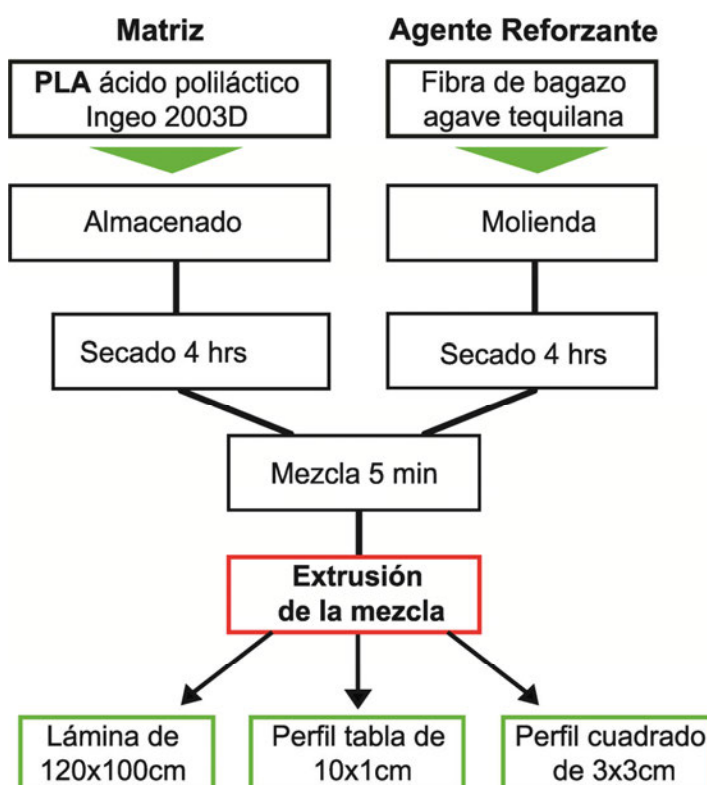 Matriz
Agente Reforzante
PLA ácido poliláctico
Ingeo 2003D
Fibra de bagazo
agave tequilana
Almacenado
Molienda
Secado 4 hrs
Secado 4 hrs
Mezcla 5 min
Extrusión
de la mezcla
Lámina de
120x100cm
Perfil tabla de
10x1cm
Perfil cuadrado
de 3x3cm